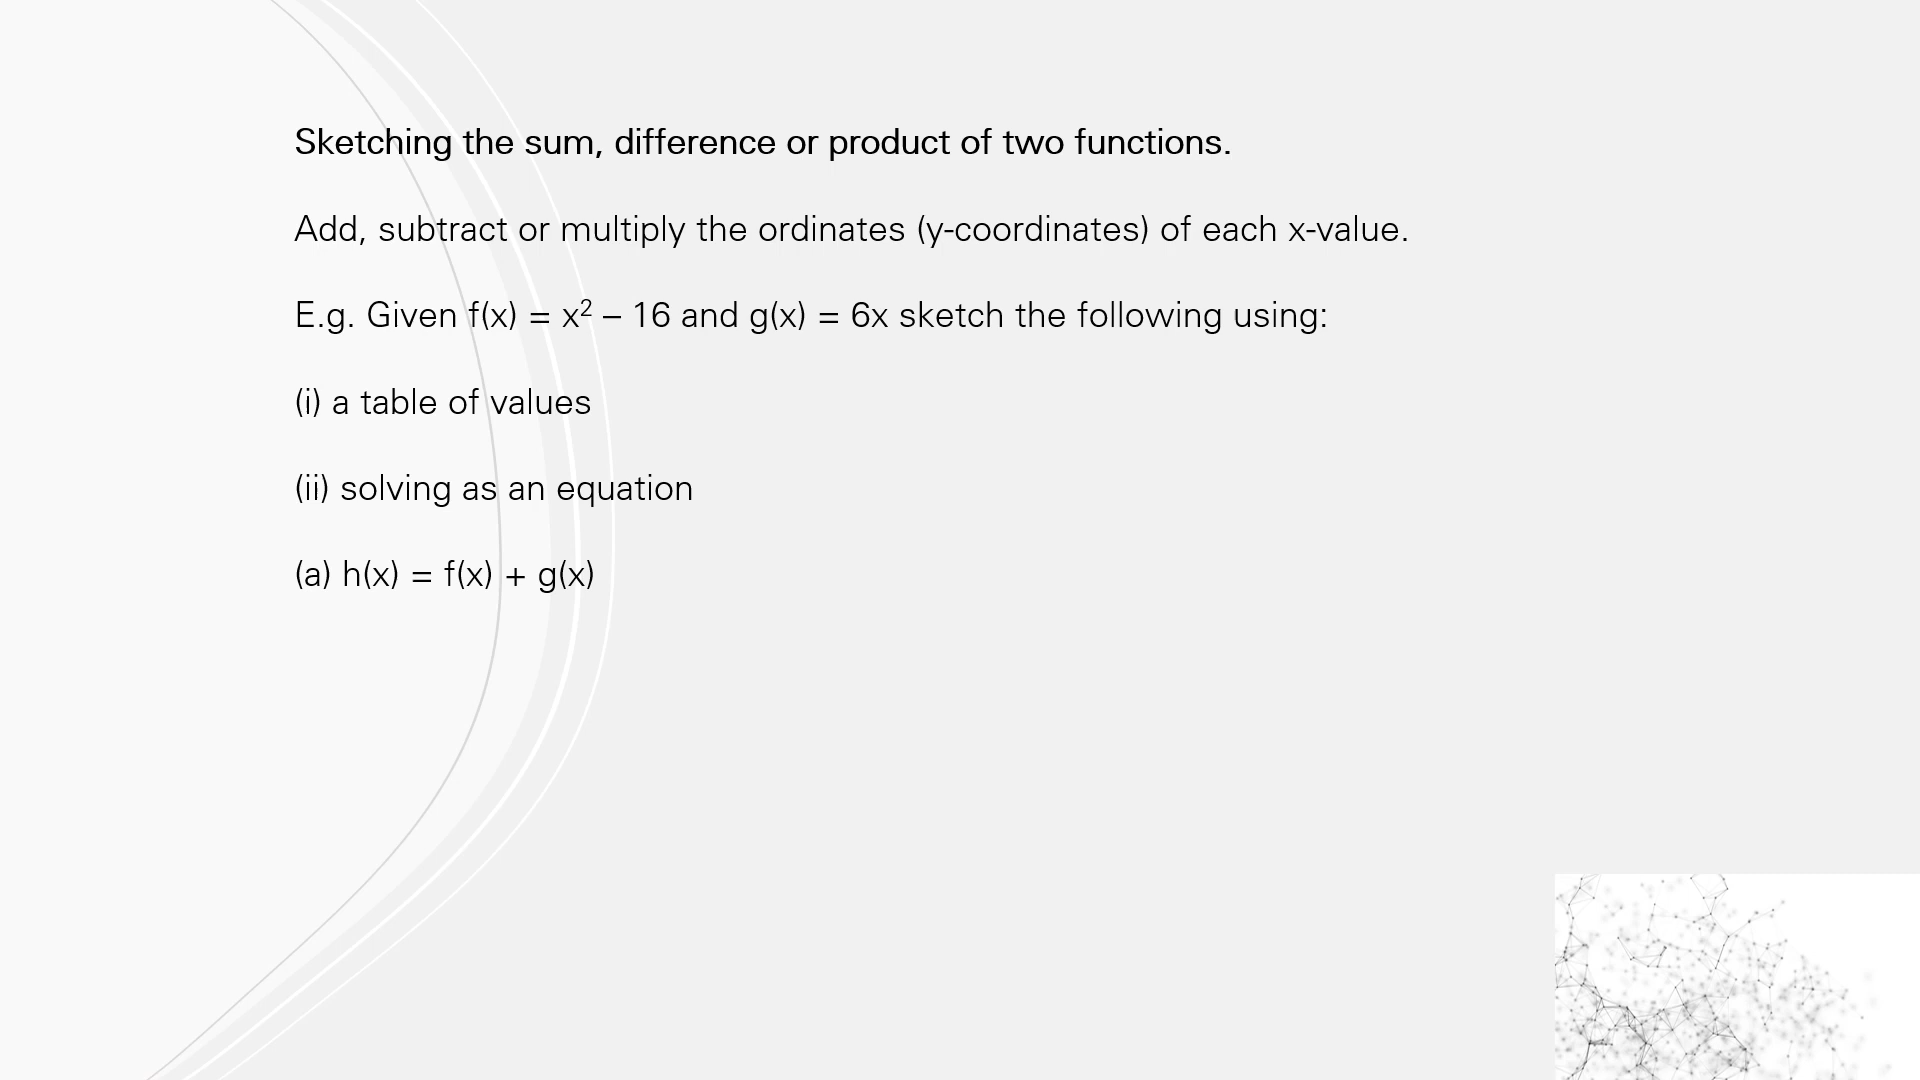 Sketching the sum, difference or product of two functions.
Add, subtract or multiply the ordinates (y-coordinates) of each x-value.
E.g. Given f(x) = x² – 16 and g(x) = 6x sketch the following using:
(i) a table of values
(ii) solving as an equation
(a) h(x) = f(x) + g(x)